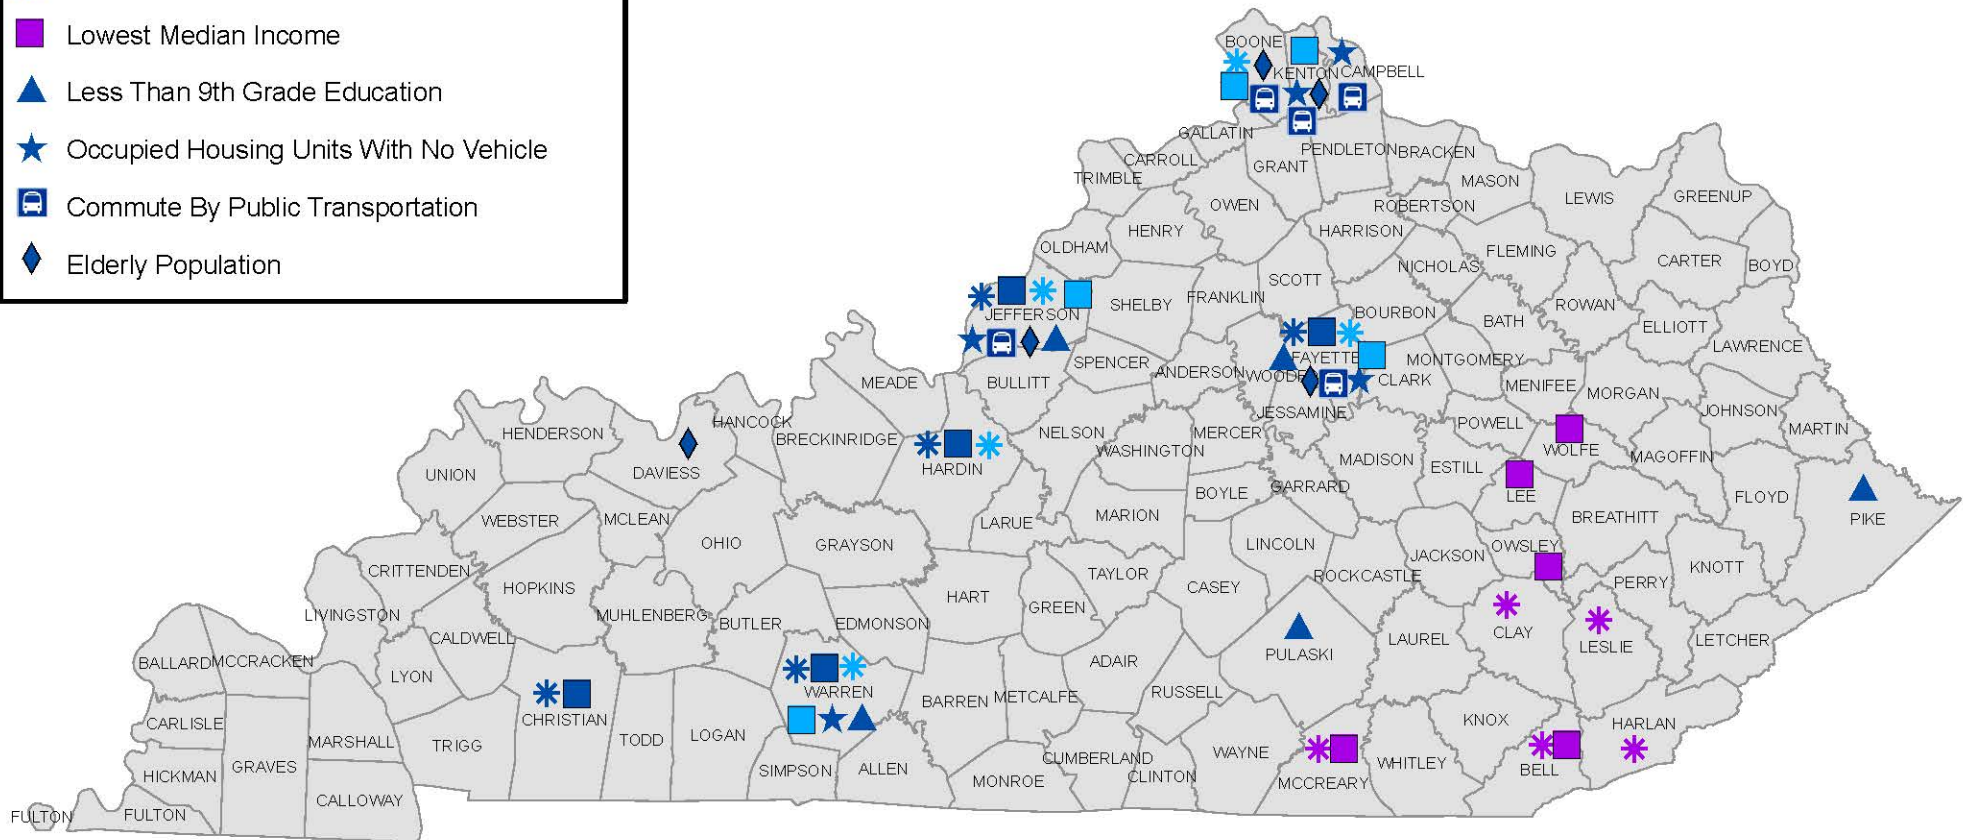 Lowest Median Income
Less Than 9th Grade Education
Occupied Housing Units With No Vehicle
Commute By Public Transportation
Elderly Population
BOONE
KENTON
CAMPBELL
GALLATIN
CARROLL
TRIMBLE
GRANT
PENDLETON
BRACKEN
MASON
LEWIS
GREENUP
OWEN
ROBERTSON
HENRY
HARRISON
OLDHAM
FLEMING
NICHOLAS
CARTER
BOYD
SCOTT
SHELBY
FRANKLIN
ROWAN
JEFFERSON
BOURBON
BATH
ELLIOTT
LAWRENCE
FAYETTE
MONTGOMERY
SPENCER
ANDERSON
WOODF
CLARK
MEADE
BULLITT
MENIFEE
MORGAN
JESSAMINE
JOHNSON
HANCOCK
POWELL
MARTIN
HENDERSON
BRECKINRIDGE
NELSON
MERCER
WASHINGTON
WOLFE
MAGOFFIN
MADISON
ESTILL
UNION
DAVIESS
HARDIN
BOYLE
GARRARD
LEE
FLOYD
PIKE
WEBSTER
MCLEAN
LARUE
MARION
BREATHITT
OHIO
GRAYSON
LINCOLN
OWSLEY
JACKSON
CRITTENDEN
TAYLOR
ROCKCASTLE
KNOTT
PERRY
HOPKINS
CASEY
HART
GREEN
LIVINGSTON
MUHLENBERG
BUTLER
EDMONSON
CLAY
LAUREL
CALDWELL
LETCHER
LESLIE
PULASKI
BALLARD
MCCRACKEN
ADAIR
LYON
WARREN
BARREN
METCALFE
RUSSELL
CHRISTIAN
KNOX
HARLAN
CARLISLE
MARSHALL
TRIGG
TODD
LOGAN
WAYNE
CUMBERLAND
WHITLEY
GRAVES
HICKMAN
SIMPSON
ALLEN
MONROE
CLINTON
MCCREARY
BELL
CALLOWAY
FULTON
FULTON